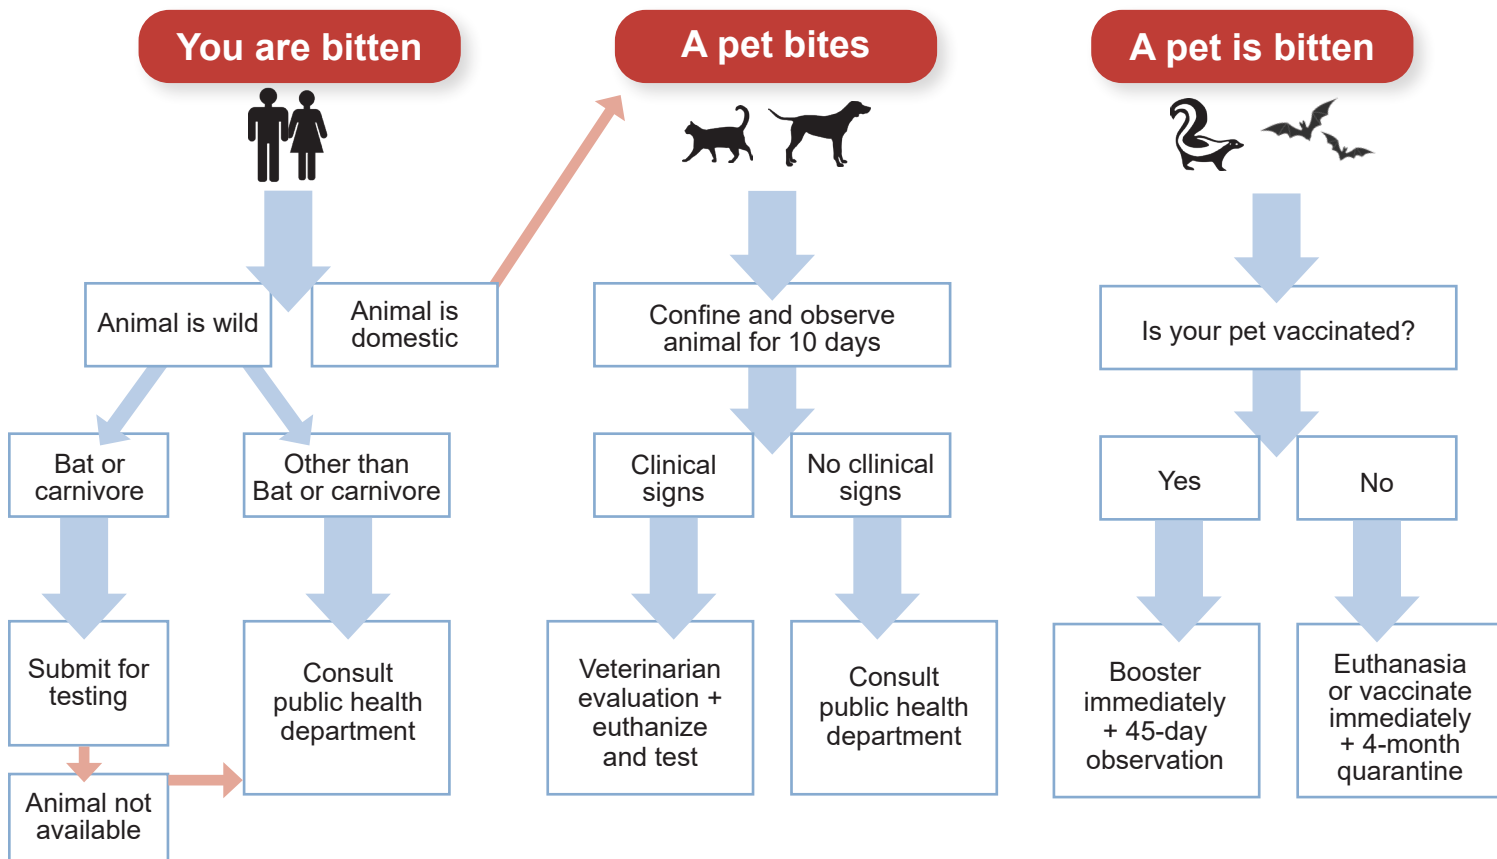 You are bitten
Animal is wild
Animal is
domestic
Bat or
carnivore
Other than
Bat or carnivore
Submit for
testing
Consult
public health
department
Animal not
available
A pet bites
Confine and observe
animal for 10 days
Clinical
signs
No cllinical
signs
Veterinarian
evaluation +
euthanize
and test
Consult
public health
department
A pet is bitten
Is your pet vaccinated?
Yes
No
Booster
immediately
+ 45-day
observation
Euthanasia
or vaccinate
immediately
+ 4-month
quarantine